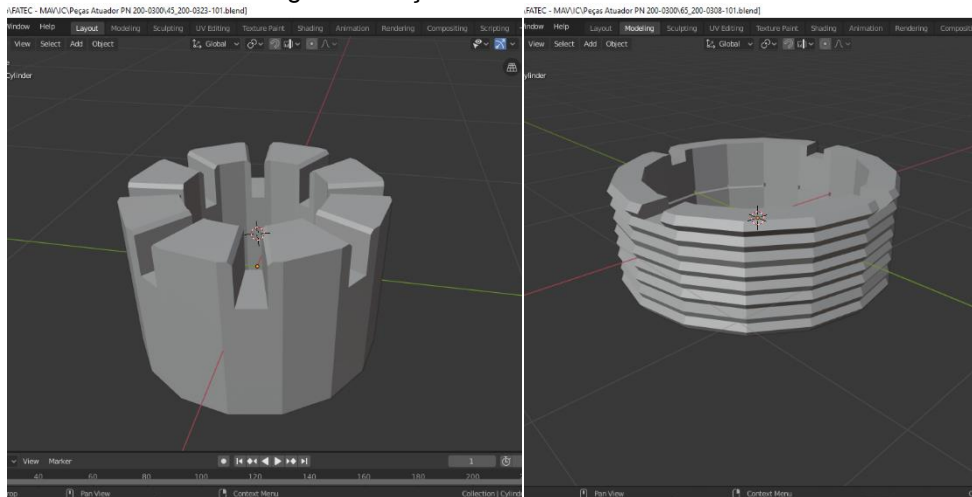 \FATEC - MAV\IC\Peças Atuador PN 200-0300\45_200-0323-101.blend]
Window Help Layout Modeling Sculpting UV Editing Texture Paint Shading Animation Rendering Compositing Scripting
View Select Add Object Global
Cylinder
View Marker 1
40 60 80 100 120 140 160 180 200
Pan View Context Menu Collection | Cylind
FATEC - MAV\IC\Peças Atuador PN 200-0300\65_200-0308-101.blend]
Window Help Layout Modeling Sculpting UV Editing Texture Paint Shading Animation Rendering Composit
View Select Add Object Global
Cylinder
Pan View Context Menu